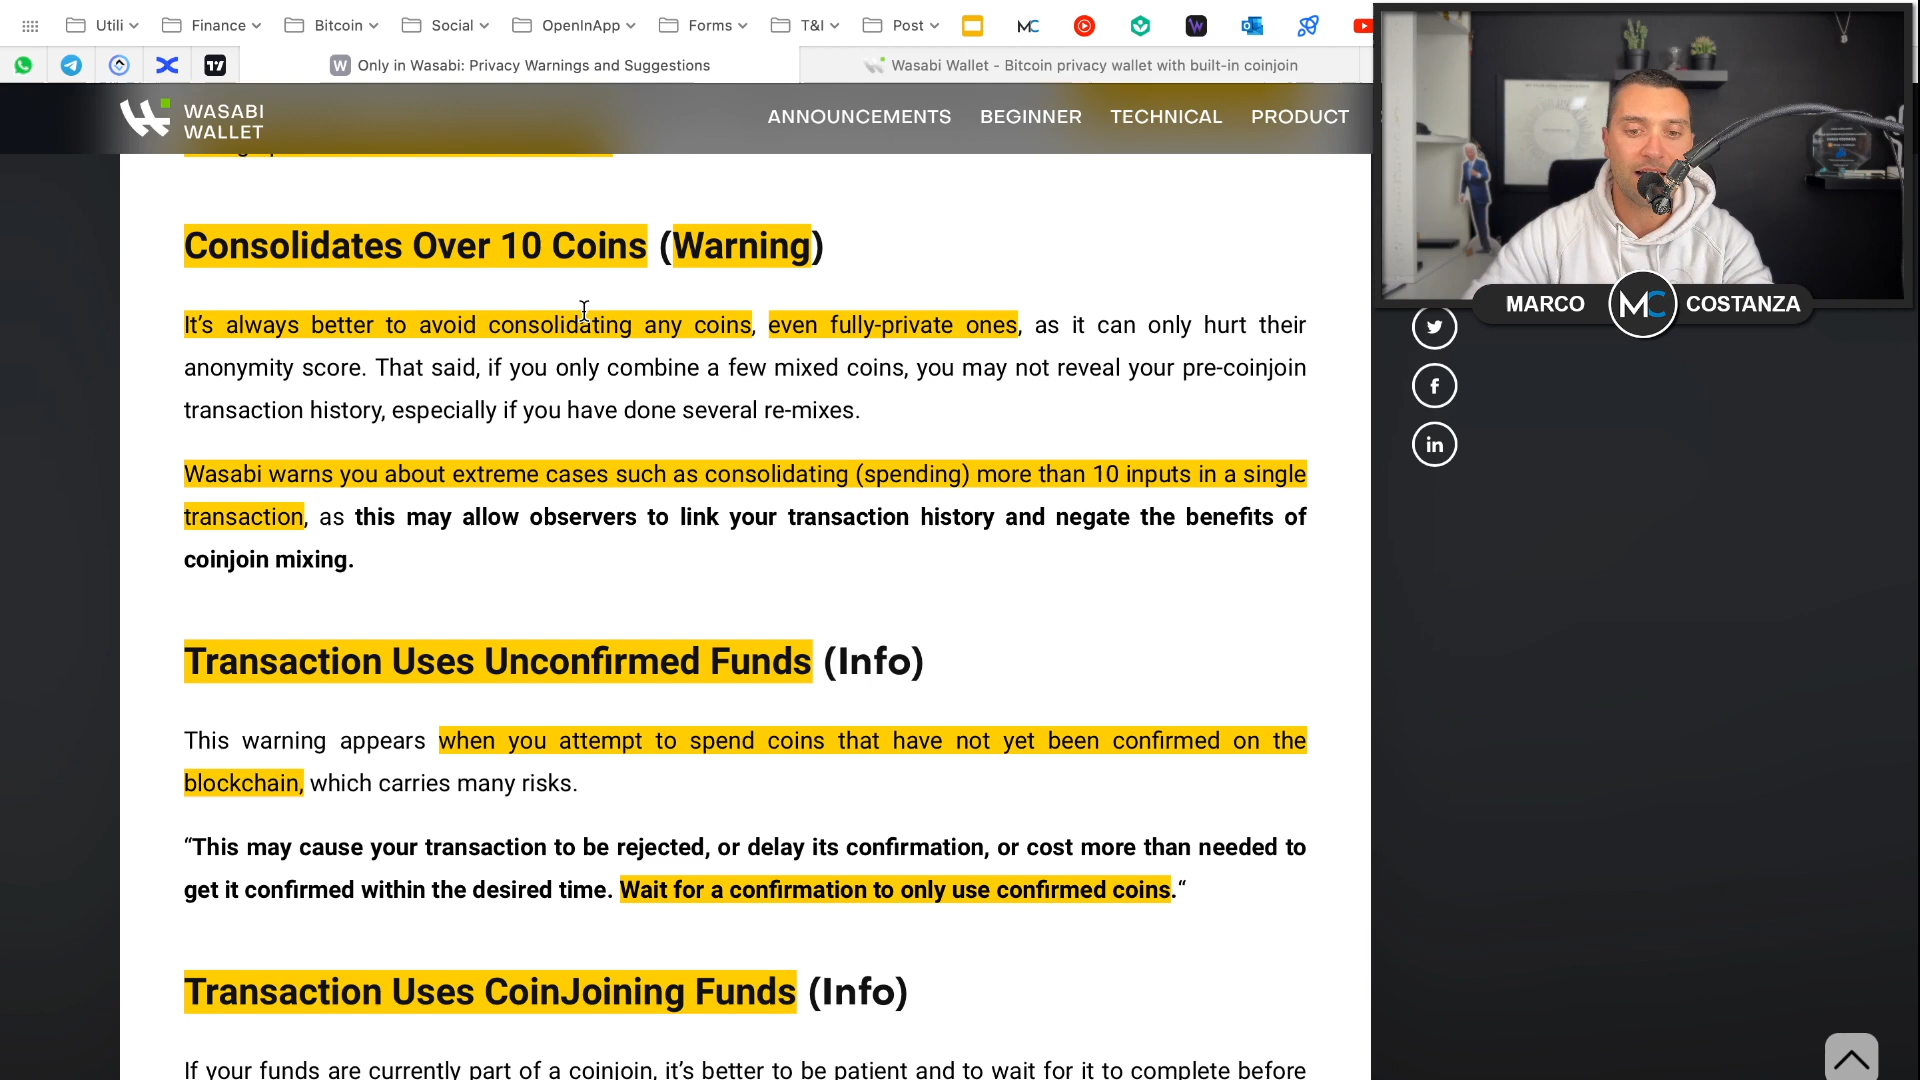 Utili
Finance
Bitcoin
Social
OpenInApp
Forms
T&I
Post
Only in Wasabi: Privacy Warnings and Suggestions
Wasabi Wallet - Bitcoin privacy wallet with built-in coinjoin
WASABI
WALLET
ANNOUNCEMENTS
BEGINNER
TECHNICAL
PRODUCT
MARCO
MC
COSTANZA
Consolidates Over 10 Coins (Warning)
It’s always better to avoid consolidating any coins, even fully-private ones, as it can only hurt their
anonymity score. That said, if you only combine a few mixed coins, you may not reveal your pre-coinjoin
transaction history, especially if you have done several re-mixes.
Wasabi warns you about extreme cases such as consolidating (spending) more than 10 inputs in a single
transaction, as this may allow observers to link your transaction history and negate the benefits of
coinjoin mixing.
Transaction Uses Unconfirmed Funds (Info)
This warning appears when you attempt to spend coins that have not yet been confirmed on the
blockchain, which carries many risks.
“This may cause your transaction to be rejected, or delay its confirmation, or cost more than needed to
get it confirmed within the desired time. Wait for a confirmation to only use confirmed coins.“
Transaction Uses CoinJoining Funds (Info)
If your funds are currently part of a coinjoin, it’s better to be patient and to wait for it to complete before